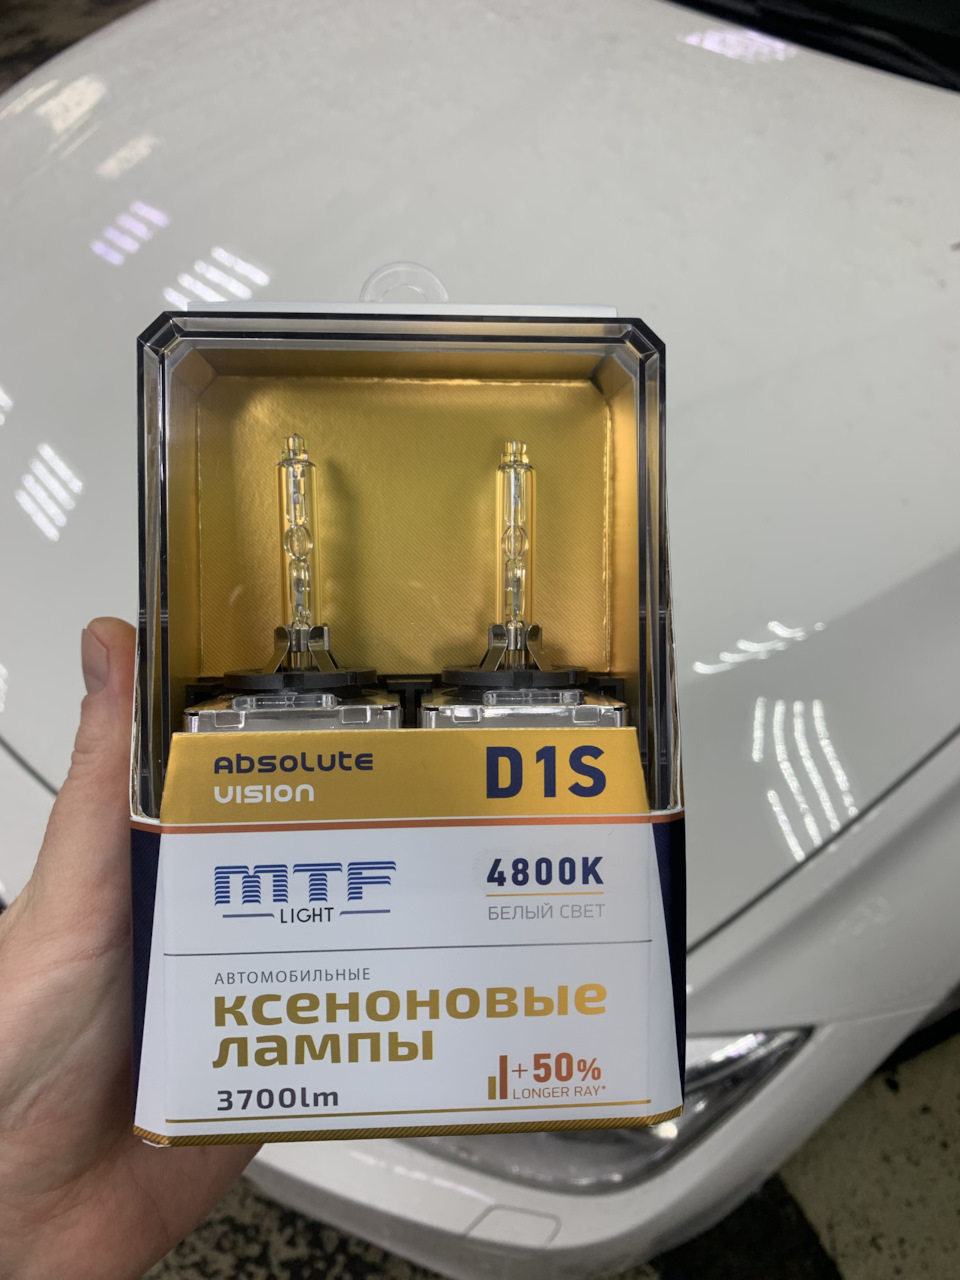 Absolute
Vision
D1S
MTF
LIGHT
4800K
БЕЛЫЙ СВЕТ
АВТОМОБИЛЬНЫЕ
ксеноновые
лампы
3700lm
+50%
LONGER RAY*